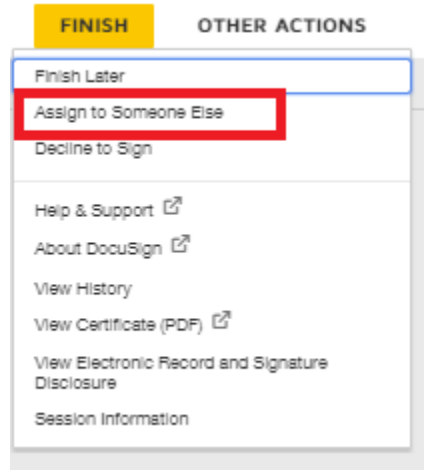 FINISH OTHER ACTIONS
Finish Later
Assign to Someone Else
Decline to Sign
Help & Support
About DocuSign
View History
View Certificate (PDF)
View Electronic Record and Signature
Disclosure
Session Information